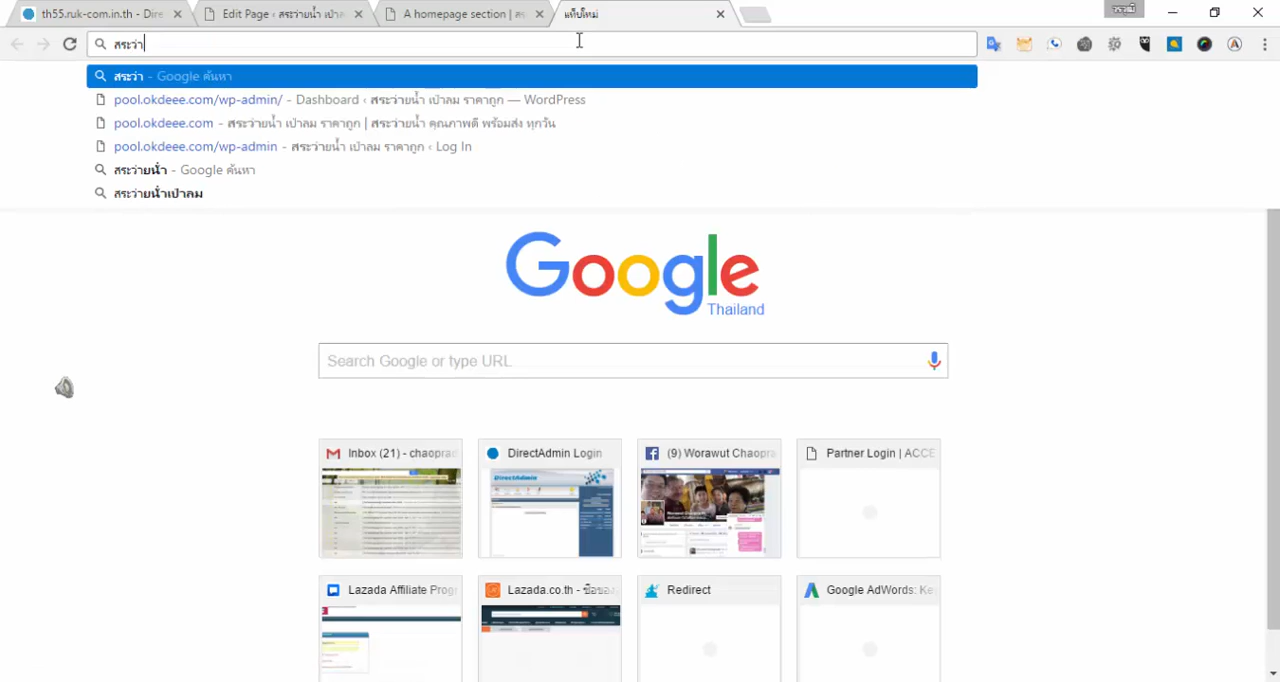 th55.ruk-com.in.th - Dire
Edit Page ‹ สระว่ายน้ำ เป่าล
A homepage section | สร
แท็บใหม่
วรวุฒิ
สระว่า
สระว่า - Google ค้นหา
pool.okdeee.com/wp-admin/ - Dashboard ‹ สระว่ายน้ำ เป่าลม ราคาถูก — WordPress
pool.okdeee.com - สระว่ายน้ำ เป่าลม ราคาถูก | สระว่ายน้ำ คุณภาพดี พร้อมส่ง ทุกวัน
pool.okdeee.com/wp-admin - สระว่ายน้ำ เป่าลม ราคาถูก ‹ Log In
สระว่ายน้ำ - Google ค้นหา
สระว่ายน้ำเป่าลม
Google
Thailand
Search Google or type URL
Inbox (21) - chaoprad
DirectAdmin Login
(9) Worawut Chaopra
Partner Login | ACCE
Lazada Affiliate Prog
Lazada.co.th - ช้อปอ
Redirect
Google AdWords: Ke